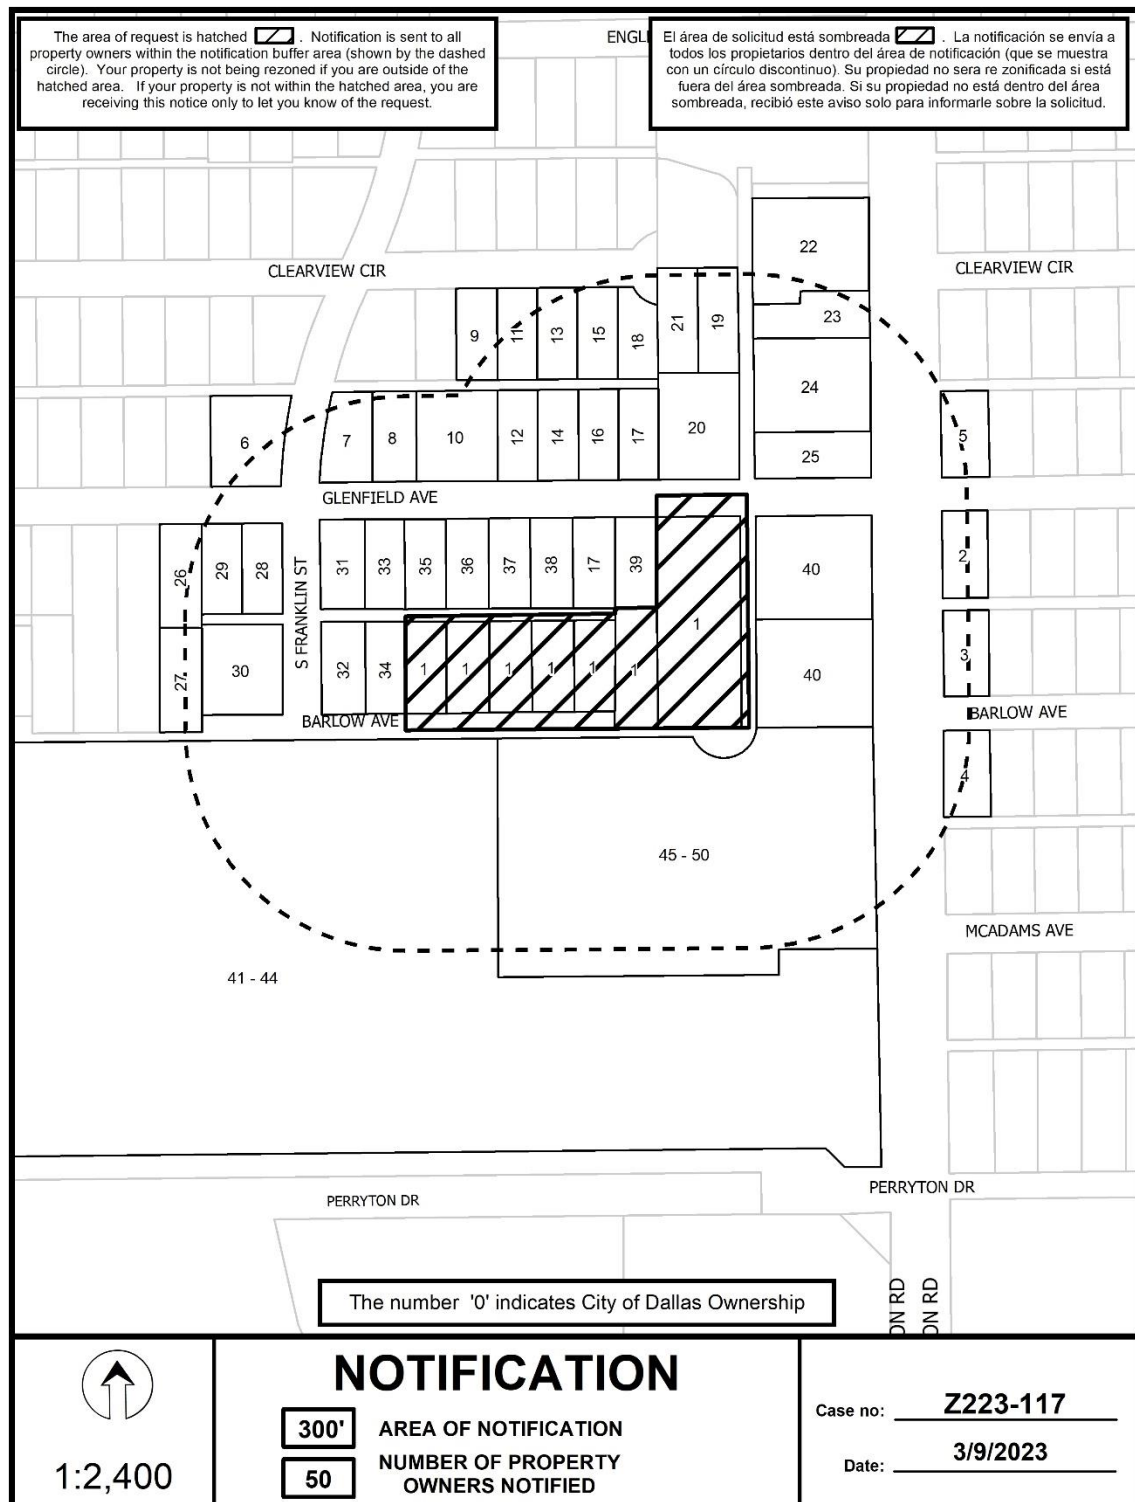 The area of request is hatched . Notification is sent to all
property owners within the notification buffer area (shown by the dashed
circle). Your property is not being rezoned if you are outside of the
hatched area. If your property is not within the hatched area, you are
receiving this notice only to let you know of the request.
ENGL
El área de solicitud está sombreada . La notificación se envía a
todos los propietarios dentro del área de notificación (que se muestra
con un círculo discontinuo). Su propiedad no sera re zonificada si está
fuera del área sombreada. Si su propiedad no está dentro del área
sombreada, recibió este aviso solo para informarle sobre la solicitud.
22
CLEARVIEW CIR
CLEARVIEW CIR
9
11
13
15
18
21
19
23
24
6
7
8
10
12
14
16
17
20
25
5
GLENFIELD AVE
26
29
28
S FRANKLIN ST
31
33
35
36
37
38
17
39
40
2
1
27
30
32
34
1
1
1
1
1
1
40
3
BARLOW AVE
BARLOW AVE
4
45 - 50
MCADAMS AVE
41 - 44
PERRYTON DR
PERRYTON DR
ON RD
ON RD
The number '0' indicates City of Dallas Ownership
1:2,400
NOTIFICATION
300' AREA OF NOTIFICATION
50 NUMBER OF PROPERTY
OWNERS NOTIFIED
Case no: Z223-117
Date: 3/9/2023